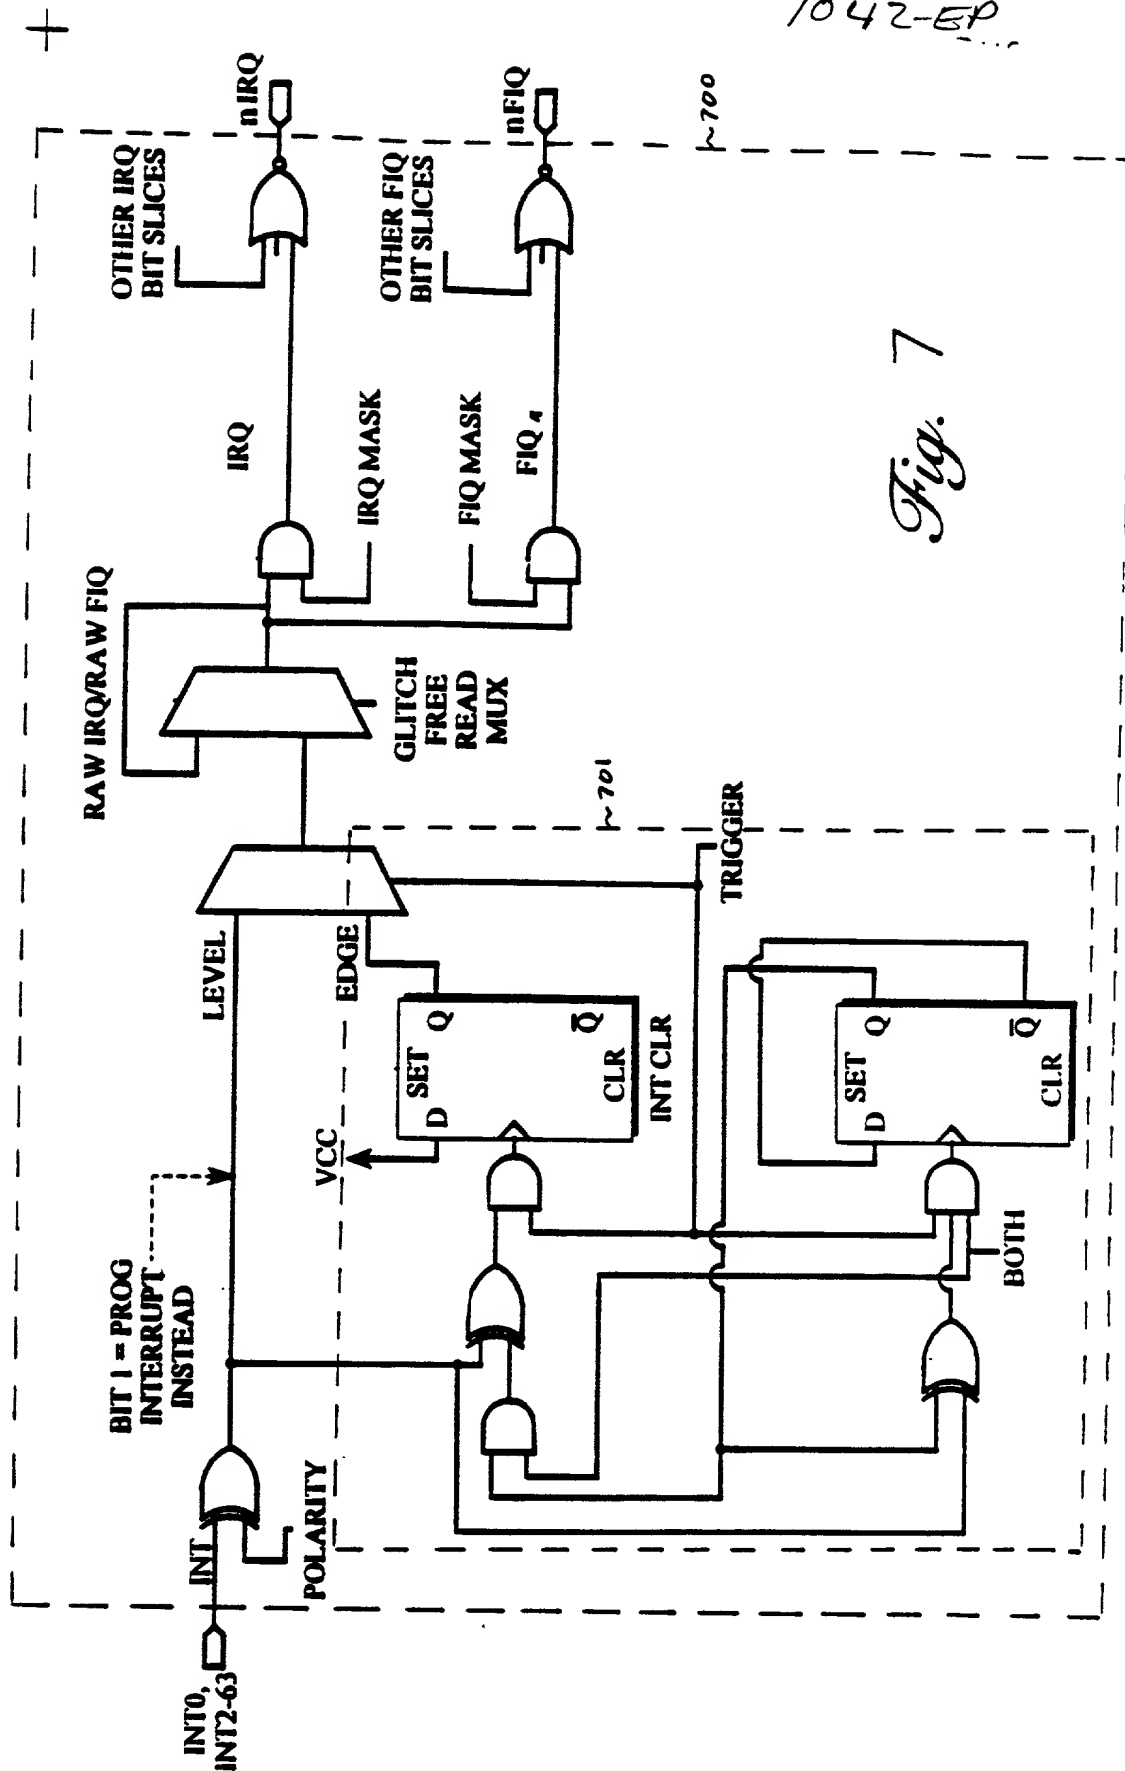 1042-EP
INT0,
INT2-63
INT
POLARITY
BIT 1 = PROG
INTERRUPT
INSTEAD
LEVEL
EDGE
VCC
SET
D
Q
Q̅
CLR
INT CLR
TRIGGER
BOTH
SET
D
Q
Q̅
CLR
~701
RAW IRQ/RAW FIQ
GLITCH
FREE
READ
MUX
IRQ
IRQ MASK
FIQ MASK
FIQ
OTHER IRQ
BIT SLICES
nIRQ
OTHER FIQ
BIT SLICES
nFIQ
~700
Fig. 7